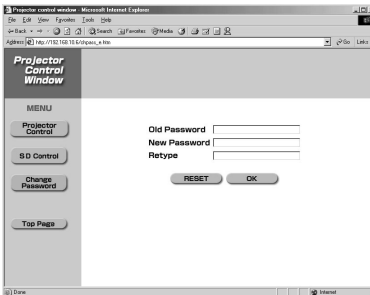 Projector control window - Microsoft Internet Explorer
File Edit View Favorites Tools Help
Back Search Favorites Media
Address http://192.168.10.6/chpass_e.htm Go Links
Projector
Control
Window
MENU
Projector
Control
SD Control
Change
Password
Top Page
Old Password
New Password
Retype
RESET OK
Done Internet